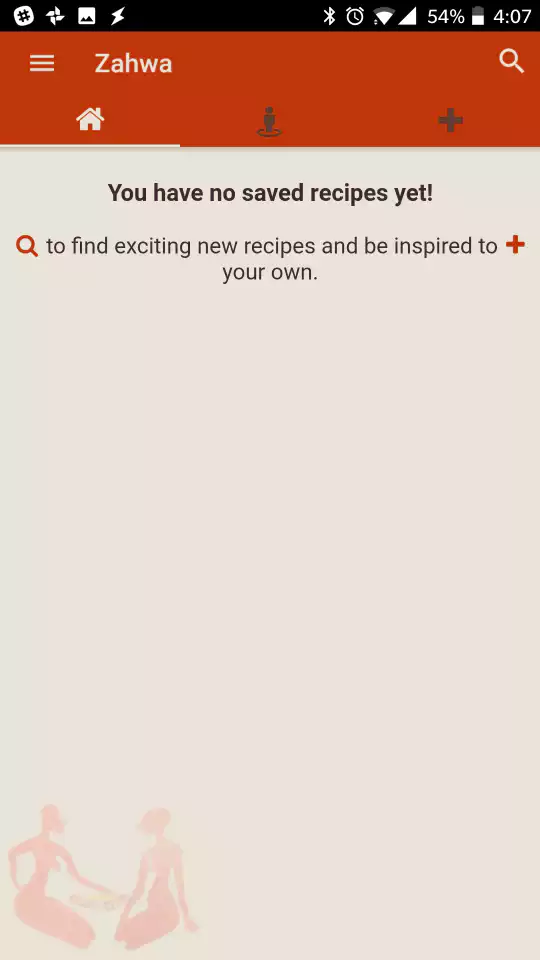 54% 4:07
Zahwa
You have no saved recipes yet!
to find exciting new recipes and be inspired to
your own.